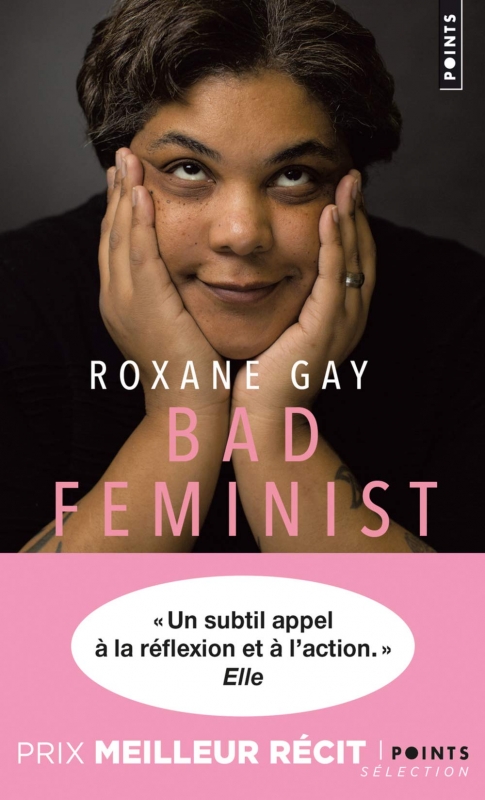 POINTS
ROXANE GAY
BAD
FEMINIST
« Un subtil appel
à la réflexion et à l'action. »
Elle
PRIX MEILLEUR RÉCIT | POINTS
SÉLECTION